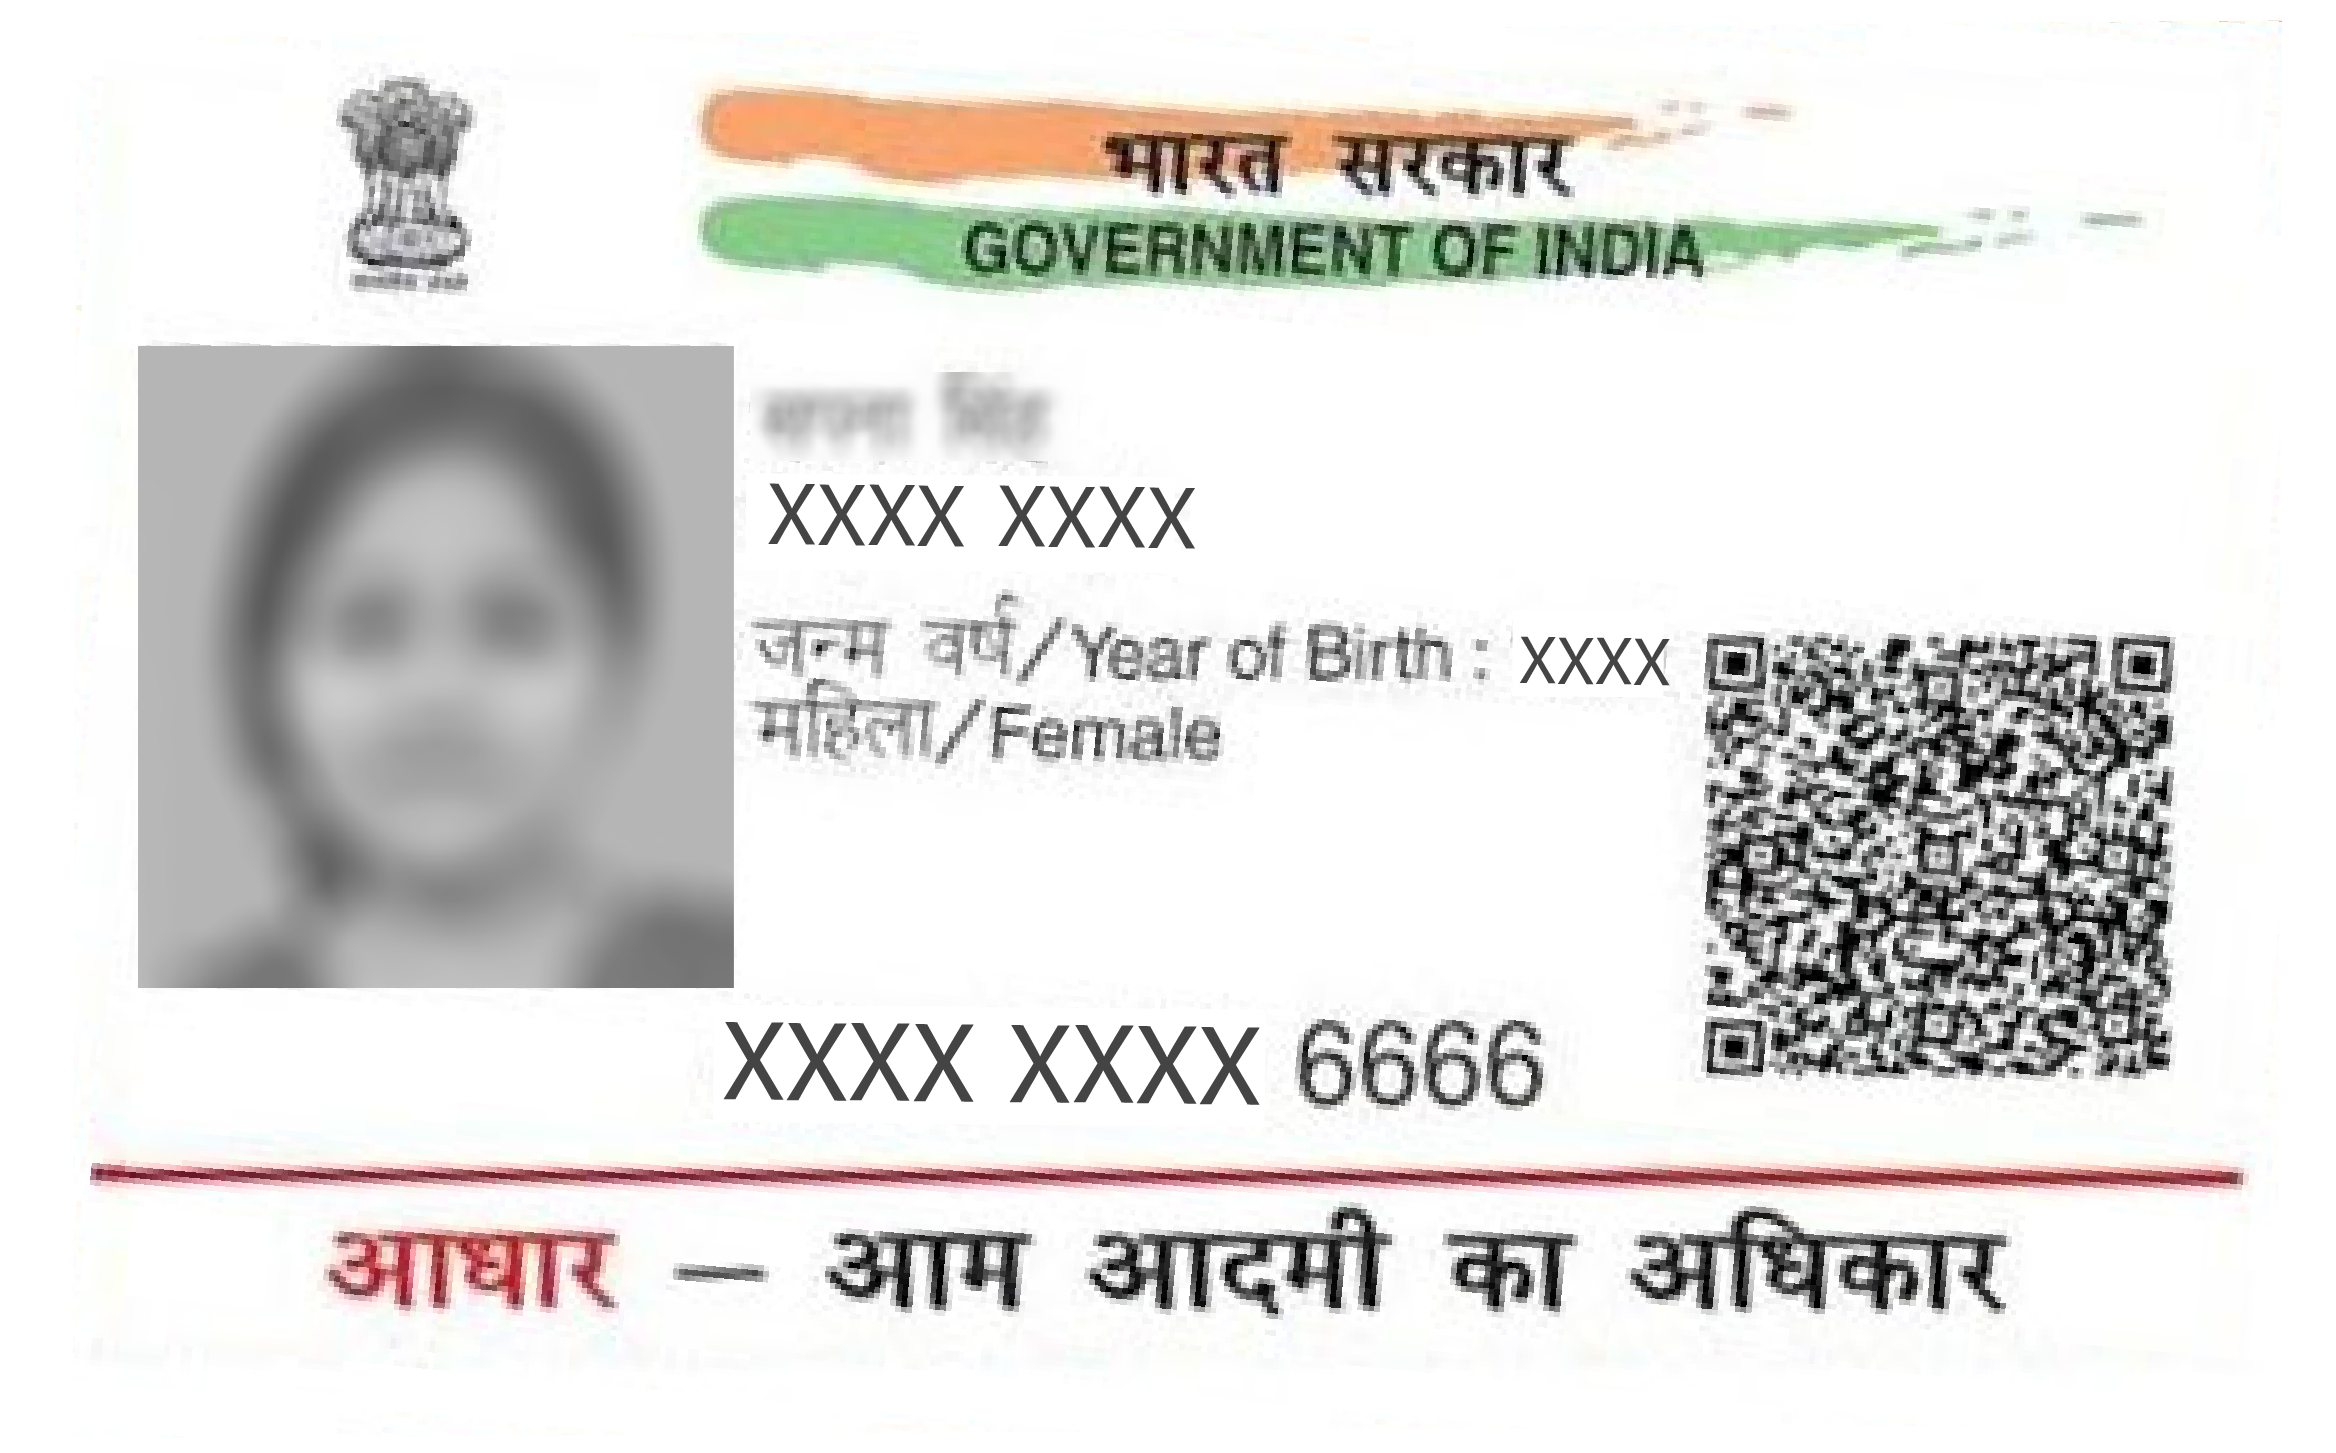 भारत सरकार
GOVERNMENT OF INDIA
XXXX XXXX
जन्म वर्ष/Year of Birth : XXXX
महिला/Female
XXXX XXXX 6666
आधार — आम आदमी का अधिकार